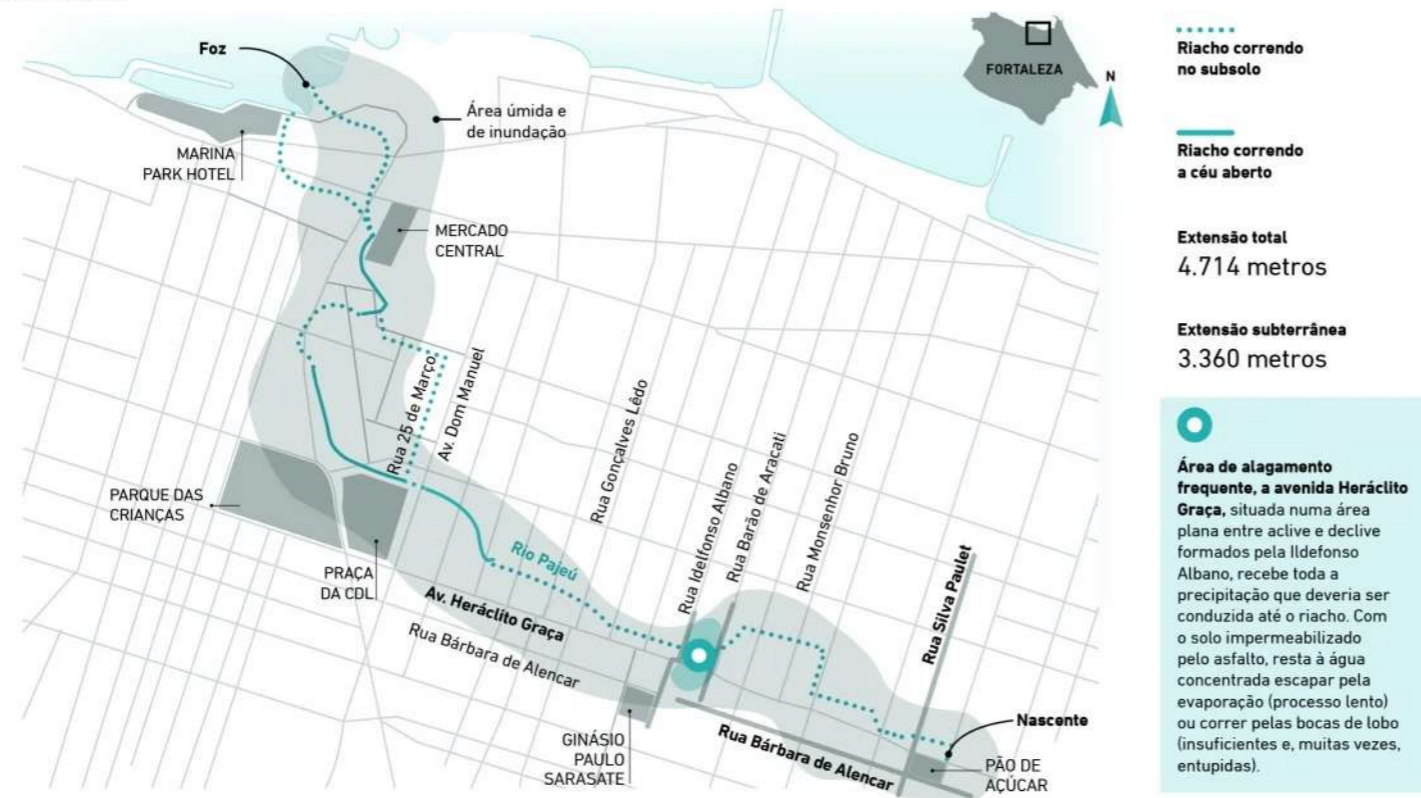 Foz
Área úmida e
de inundação
MARINA
PARK HOTEL
MERCADO
CENTRAL
FORTALEZA
N
Rua 25 de Março
Av. Dom Manuel
Rua Gonçalves Lêdo
Rua Idelfonso Albano
Rua Barão de Aracati
Rua Monsenhor Bruno
Rua Silva Paulet
PARQUE DAS
CRIANÇAS
PRAÇA
DA CDL
Rio Pajeú
Av. Heráclito Graça
Rua Bárbara de Alencar
GINÁSIO
PAULO
SARASATE
Rua Bárbara de Alencar
Nascente
PÃO DE
AÇÚCAR
Riacho correndo
no subsolo
Riacho correndo
a céu aberto
Extensão total
4.714 metros
Extensão subterrânea
3.360 metros
Área de alagamento
frequente, a avenida Heráclito
Graça, situada numa área
plana entre aclive e declive
formados pela Ildefonso
Albano, recebe toda a
precipitação que deveria ser
conduzida até o riacho. Com
o solo impermeabilizado
pelo asfalto, resta à água
concentrada escapar pela
evaporação (processo lento)
ou correr pelas bocas de lobo
(insuficientes e, muitas vezes,
entupidas).